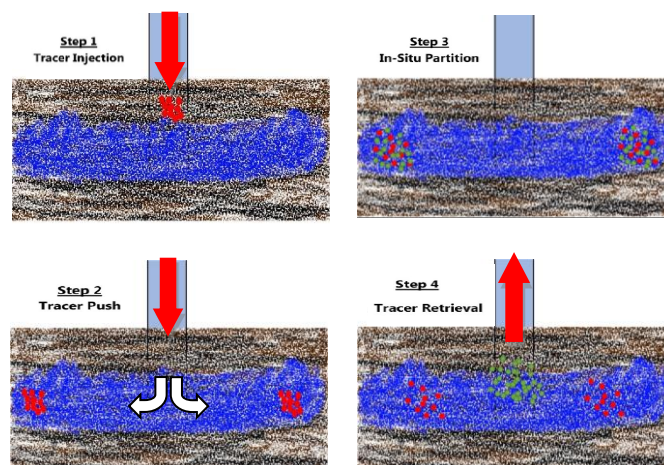 Step 1
Tracer Injection
Step 2
Tracer Push
Step 3
In-Situ Partition
Step 4
Tracer Retrieval